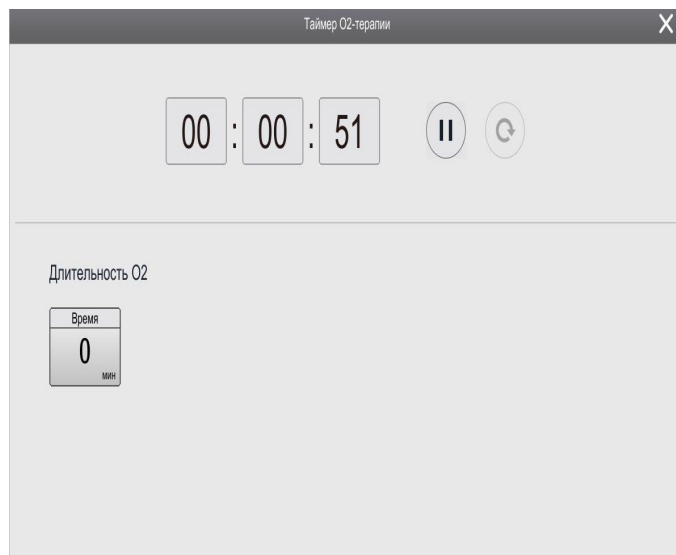 Таймер O2-терапии X
00 : 00 : 51
Длительность O2
Время
0
мин